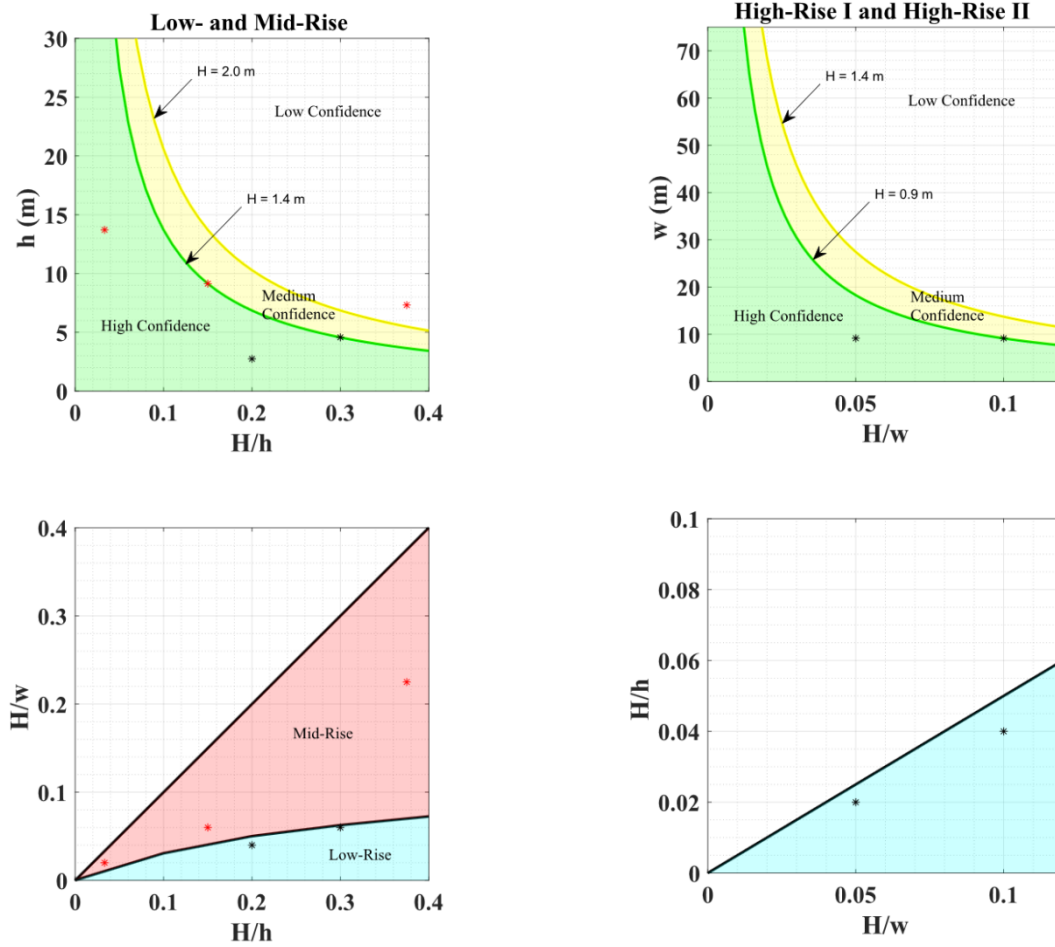 Low- and Mid-Rise
30
25
20
15
10
5
0
h (m)
H = 2.0 m
Low Confidence
H = 1.4 m
Medium
Confidence
High Confidence
0 0.1 0.2 0.3 0.4
H/h
High-Rise I and High-Rise II
70
60
50
40
30
20
10
0
w (m)
H = 1.4 m
Low Confidence
H = 0.9 m
Medium
Confidence
High Confidence
0 0.05 0.1
H/w
0.4
0.3
0.2
0.1
0
H/w
Mid-Rise
Low-Rise
0 0.1 0.2 0.3 0.4
H/h
0.1
0.08
0.06
0.04
0.02
0
H/h
0 0.05 0.1
H/w